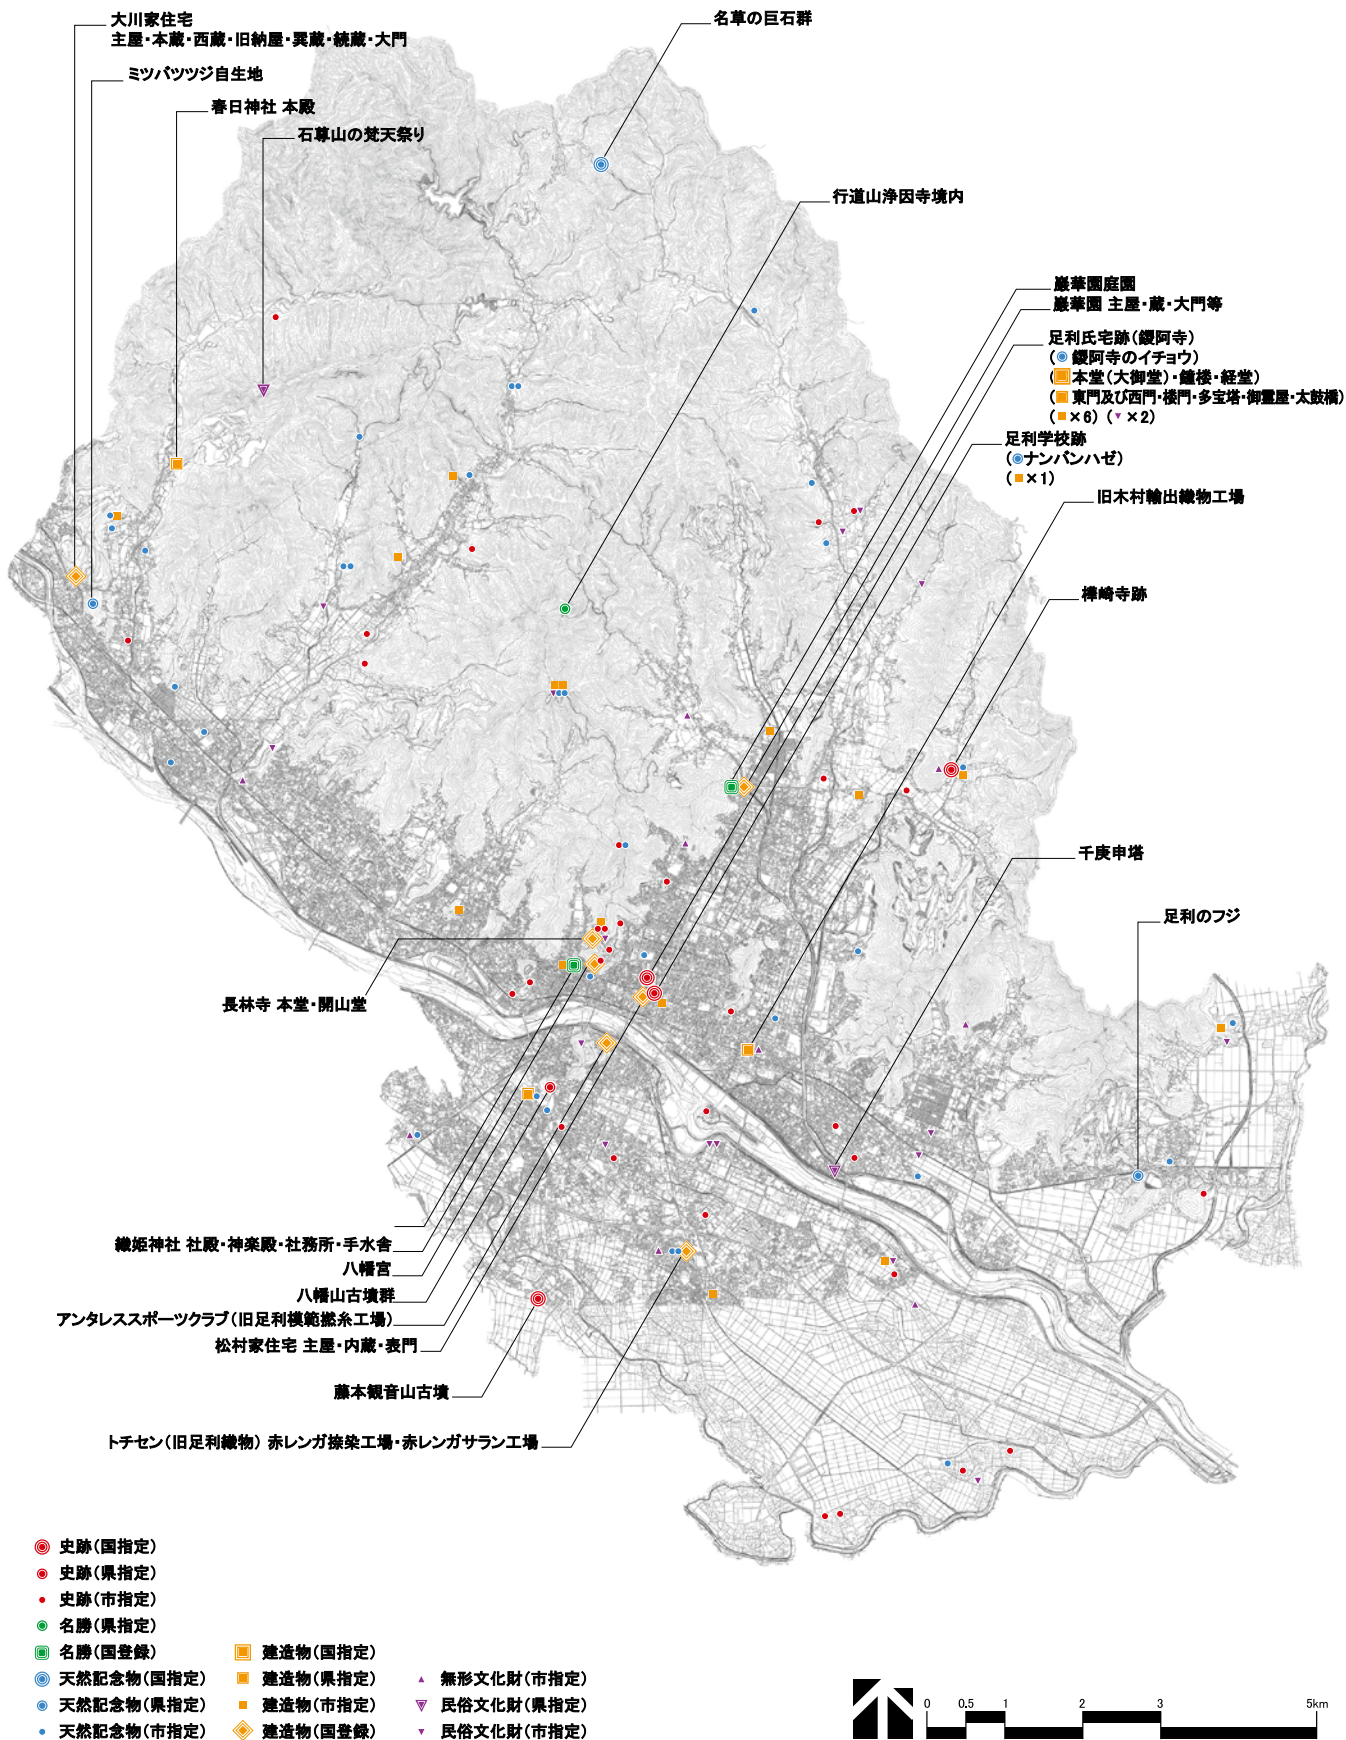 大川家住宅
主屋・本蔵・西蔵・旧納屋・巽蔵・続蔵・大門
ミツバツツジ自生地
春日神社 本殿
石尊山の梵天祭り
名草の巨石群
行道山浄因寺境内
巌華園庭園
巌華園 主屋・蔵・大門等
足利氏宅跡(鑁阿寺)
(鑁阿寺のイチョウ)
(本堂(大御堂)・鐘楼・経堂)
(東門及び西門・楼門・多宝塔・御霊屋・太鼓橋)
(×6) (×2)
足利学校跡
(ナンバンハゼ)
(×1)
旧木村輸出織物工場
樺崎寺跡
千庚申塔
足利のフジ
長林寺 本堂・開山堂
織姫神社 社殿・神楽殿・社務所・手水舎
八幡宮
八幡山古墳群
アンタレススポーツクラブ(旧足利模範撚糸工場)
松村家住宅 主屋・内蔵・表門
藤本観音山古墳
トチセン(旧足利織物) 赤レンガ捺染工場・赤レンガサラン工場
史跡(国指定)
史跡(県指定)
史跡(市指定)
名勝(県指定)
名勝(国登録)
天然記念物(国指定)
天然記念物(県指定)
天然記念物(市指定)
建造物(国指定)
建造物(県指定)
建造物(市指定)
建造物(国登録)
無形文化財(市指定)
民俗文化財(県指定)
民俗文化財(市指定)
0 0.5 1 2 3 5km